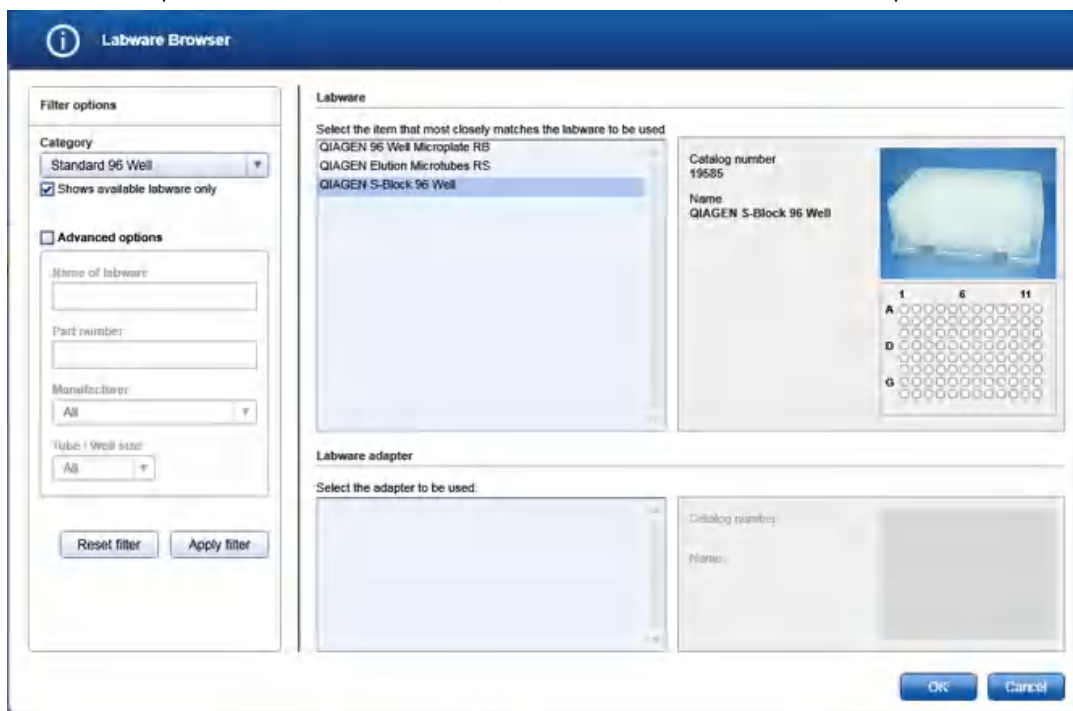 Labware Browser
Filter options
Category
Standard 96 Well
Shows available labware only
Advanced options
Name of labware
Part number
Manufacturer
All
Tube / Well size
All
Reset filter
Apply filter
Labware
Select the item that most closely matches the labware to be used
QIAGEN 96 Well Microplate RB
QIAGEN Elution Microtubes RS
QIAGEN S-Block 96 Well
Catalog number
19585
Name
QIAGEN S-Block 96 Well
1 6 11
A
D
G
Labware adapter
Select the adapter to be used.
Catalog number
Name
OK
Cancel